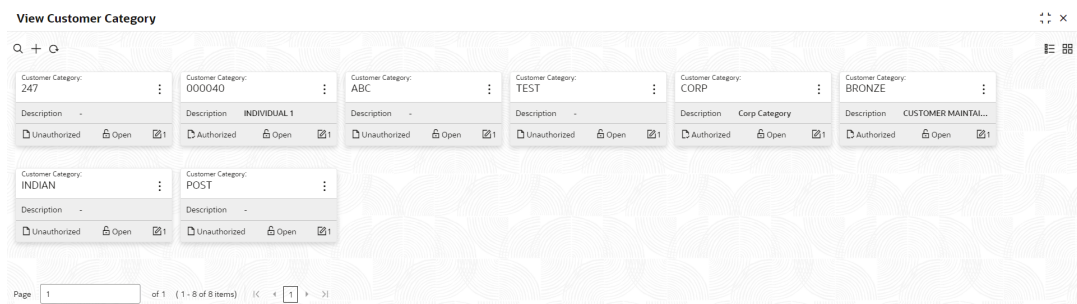 View Customer Category
Customer Category:
247
Description -
Unauthorized Open 1
Customer Category:
000040
Description INDIVIDUAL 1
Authorized Open 1
Customer Category:
ABC
Description -
Unauthorized Open 1
Customer Category:
TEST
Description -
Unauthorized Open 1
Customer Category:
CORP
Description Corp Category
Authorized Open 1
Customer Category:
BRONZE
Description CUSTOMER MAINTAI...
Authorized Open 1
Customer Category:
INDIAN
Description -
Unauthorized Open 1
Customer Category:
POST
Description -
Unauthorized Open 1
Page 1 of 1 (1 - 8 of 8 items) 1